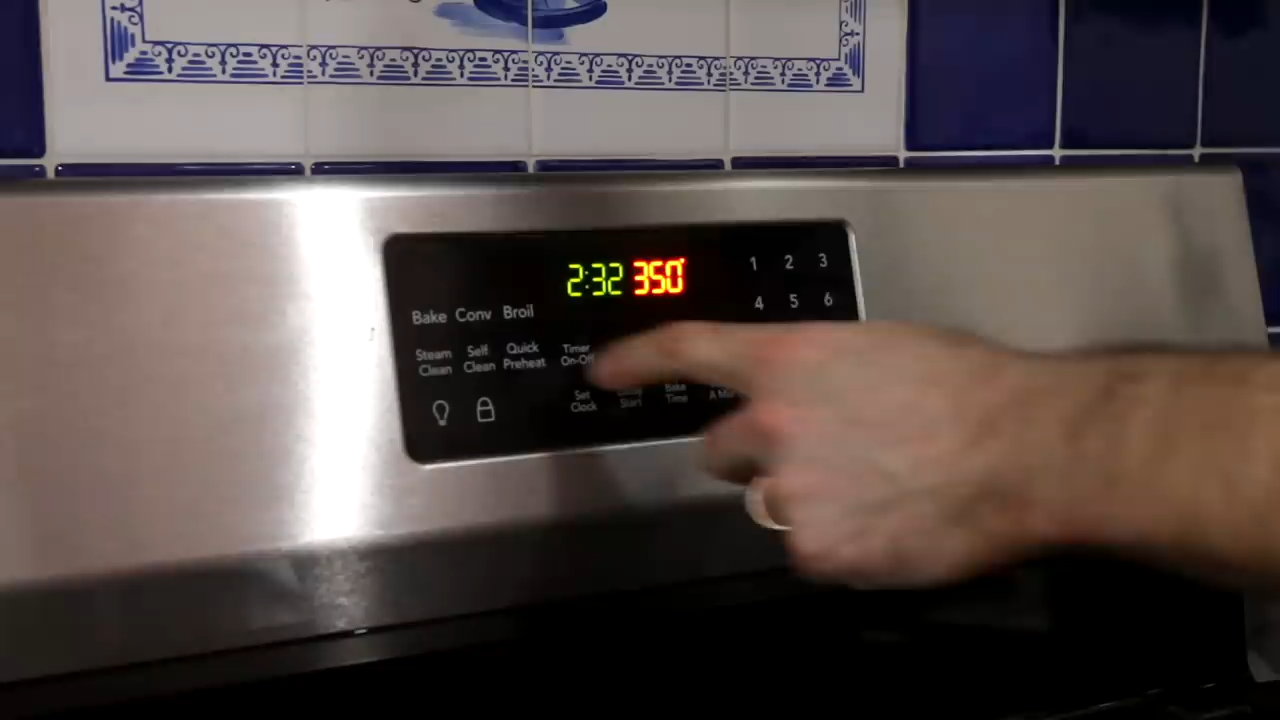 2:32 350°
1 2 3
Bake Conv Broil
4 5 6
Steam Clean
Self Clean
Quick Preheat
Timer
On-Off
Set Clock
Start
Bake Time